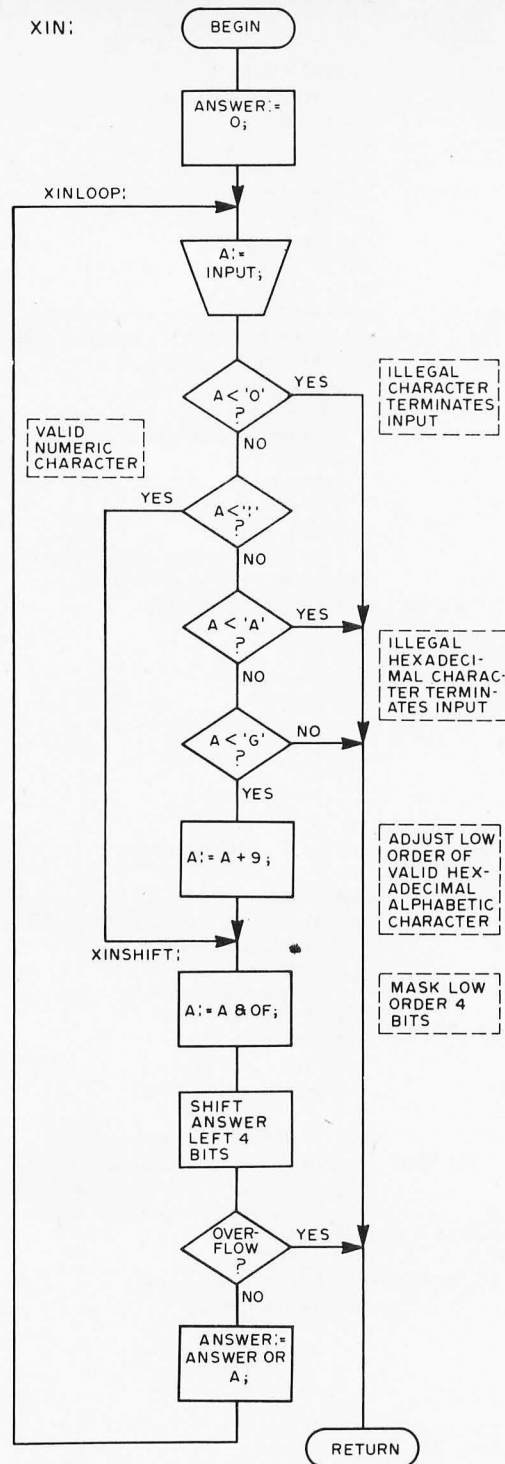 XIN:
BEGIN
ANSWER:=
0;
XINLOOP:
A:=
INPUT;
A < '0'
?
YES
NO
ILLEGAL
CHARACTER
TERMINATES
INPUT
VALID
NUMERIC
CHARACTER
YES
A<':'
?
NO
A < 'A'
?
YES
NO
ILLEGAL
HEXADECI-
MAL CHARAC-
TER TERMIN-
ATES INPUT
A < 'G'
?
NO
YES
A:= A + 9;
ADJUST LOW
ORDER OF
VALID HEX-
ADECIMAL
ALPHABETIC
CHARACTER
XINSHIFT:
A:= A & 0F;
MASK LOW
ORDER 4
BITS
SHIFT
ANSWER
LEFT 4
BITS
OVER-
FLOW
?
YES
NO
ANSWER:=
ANSWER OR
A;
RETURN